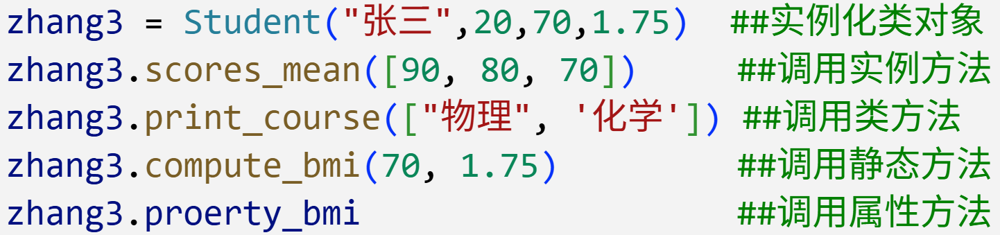 zhang3 = Student("张三",20,70,1.75)  ##实例化类对象
zhang3.scores_mean([90, 80, 70])     ##调用实例方法
zhang3.print_course(["物理", '化学']) ##调用类方法
zhang3.compute_bmi(70, 1.75)         ##调用静态方法
zhang3.proerty_bmi                   ##调用属性方法